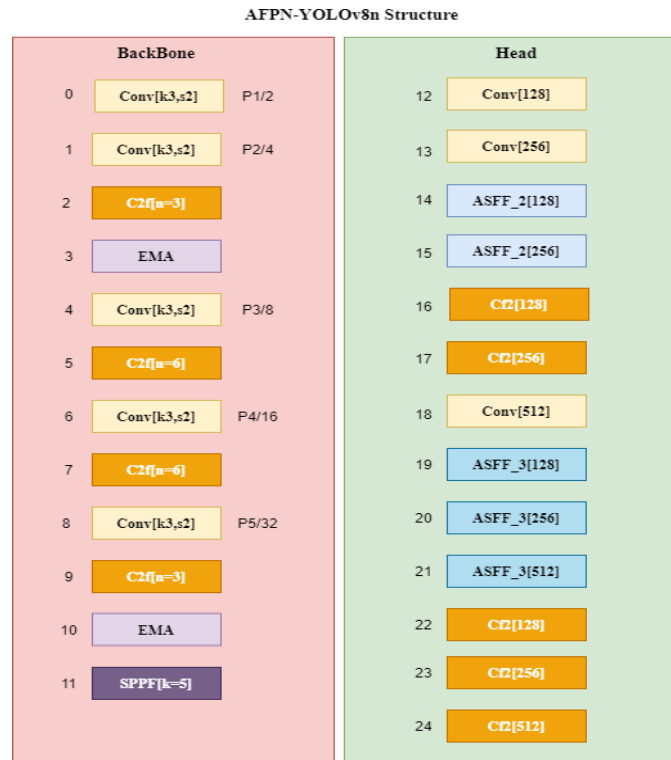 AFPN-YOLOv8n Structure
BackBone
0 Conv[k3,s2] P1/2
1 Conv[k3,s2] P2/4
2 C2f[n=3]
3 EMA
4 Conv[k3,s2] P3/8
5 C2f[n=6]
6 Conv[k3,s2] P4/16
7 C2f[n=6]
8 Conv[k3,s2] P5/32
9 C2f[n=3]
10 EMA
11 SPPF[k=5]
Head
12 Conv[128]
13 Conv[256]
14 ASFF_2[128]
15 ASFF_2[256]
16 Cf2[128]
17 Cf2[256]
18 Conv[512]
19 ASFF_3[128]
20 ASFF_3[256]
21 ASFF_3[512]
22 Cf2[128]
23 Cf2[256]
24 Cf2[512]